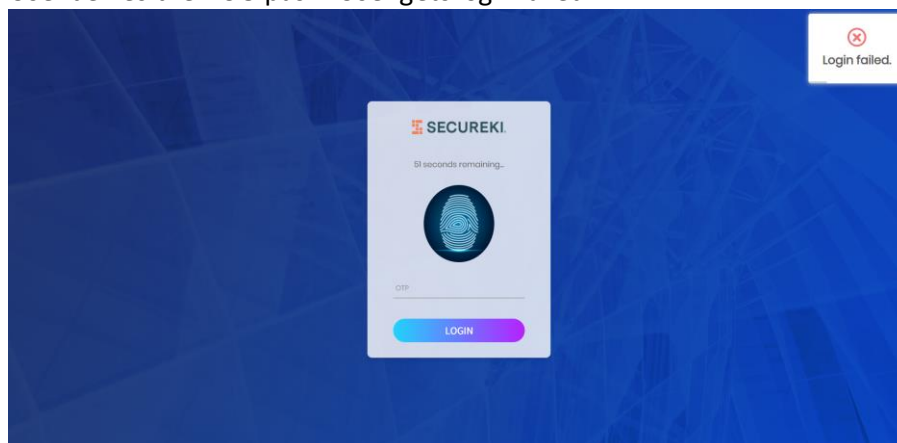 Login failed.
SECUREKI.
51 seconds remaining...
OTP
LOGIN